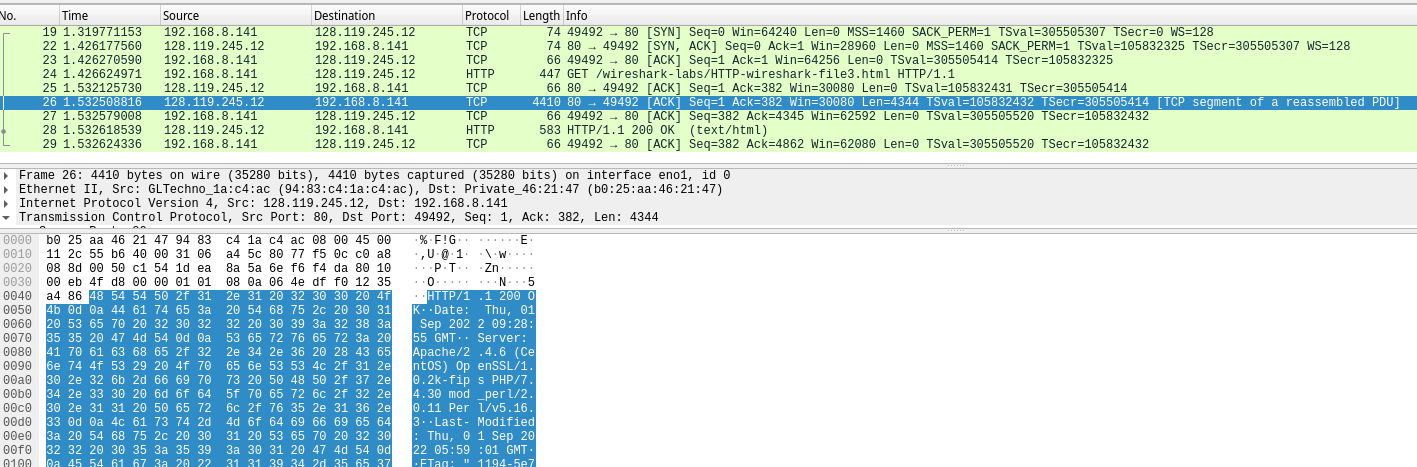 No. Time Source Destination Protocol Length Info
19 1.319771153 192.168.8.141 128.119.245.12 TCP 74 49492 → 80 [SYN] Seq=0 Win=64240 Len=0 MSS=1460 SACK_PERM=1 TSval=305505307 TSecr=0 WS=128
22 1.426177560 128.119.245.12 192.168.8.141 TCP 74 80 → 49492 [SYN, ACK] Seq=0 Ack=1 Win=28960 Len=0 MSS=1460 SACK_PERM=1 TSval=105832325 TSecr=305505307 WS=128
23 1.426270590 192.168.8.141 128.119.245.12 TCP 66 49492 → 80 [ACK] Seq=1 Ack=1 Win=64256 Len=0 TSval=305505414 TSecr=105832325
24 1.426624971 192.168.8.141 128.119.245.12 HTTP 447 GET /wireshark-labs/HTTP-wireshark-file3.html HTTP/1.1
25 1.532125730 128.119.245.12 192.168.8.141 TCP 66 80 → 49492 [ACK] Seq=1 Ack=382 Win=30080 Len=0 TSval=105832431 TSecr=305505414
26 1.532508816 128.119.245.12 192.168.8.141 TCP 4410 80 → 49492 [ACK] Seq=1 Ack=382 Win=30080 Len=4344 TSval=105832432 TSecr=305505414 [TCP segment of a reassembled PDU]
27 1.532579008 192.168.8.141 128.119.245.12 TCP 66 49492 → 80 [ACK] Seq=382 Ack=4345 Win=62592 Len=0 TSval=305505520 TSecr=105832432
28 1.532618539 128.119.245.12 192.168.8.141 HTTP 583 HTTP/1.1 200 OK (text/html)
29 1.532624336 192.168.8.141 128.119.245.12 TCP 66 49492 → 80 [ACK] Seq=382 Ack=4862 Win=62080 Len=0 TSval=305505520 TSecr=105832432
Frame 26: 4410 bytes on wire (35280 bits), 4410 bytes captured (35280 bits) on interface eno1, id 0
Ethernet II, Src: GLTechno_1a:c4:ac (94:83:c4:1a:c4:ac), Dst: Private_46:21:47 (b0:25:aa:46:21:47)
Internet Protocol Version 4, Src: 128.119.245.12, Dst: 192.168.8.141
Transmission Control Protocol, Src Port: 80, Dst Port: 49492, Seq: 1, Ack: 382, Len: 4344
0000 b0 25 aa 46 21 47 94 83 c4 1a c4 ac 08 00 45 00 ·%·F!G·· ······E·
0010 11 2c 55 b6 40 00 31 06 a4 5c 80 77 f5 0c c0 a8 ·,U·@·1· ·\·w····
0020 08 8d 00 50 c1 54 1d ea 8a 5a 6e f6 f4 da 80 10 ···P·T·· ·Zn·····
0030 00 eb 4f d8 00 00 01 01 08 0a 06 4e df f0 12 35 ··O····· ···N···5
0040 a4 86 48 54 54 50 2f 31 2e 31 20 32 30 30 20 4f ··HTTP/1 .1 200 O
0050 4b 0d 0a 44 61 74 65 3a 20 54 68 75 2c 20 30 31 K··Date: Thu, 01
0060 20 53 65 70 20 32 30 32 32 20 30 39 3a 32 38 3a Sep 202 2 09:28:
0070 35 35 20 47 4d 54 0d 0a 53 65 72 76 65 72 3a 20 55 GMT·· Server:
0080 41 70 61 63 68 65 2f 32 2e 34 2e 36 20 28 43 65 Apache/2 .4.6 (Ce
0090 6e 74 4f 53 29 20 4f 70 65 6e 53 53 4c 2f 31 2e ntOS) Op enSSL/1.
00a0 30 2e 32 6b 2d 66 69 70 73 20 50 48 50 2f 37 2e 0.2k-fip s PHP/7.
00b0 34 2e 33 30 20 6d 6f 64 5f 70 65 72 6c 2f 32 2e 4.30 mod _perl/2.
00c0 30 2e 31 31 20 50 65 72 6c 2f 76 35 2e 31 36 2e 0.11 Per l/v5.16.
00d0 33 0d 0a 4c 61 73 74 2d 4d 6f 64 69 66 69 65 64 3··Last- Modified
00e0 3a 20 54 68 75 2c 20 30 31 20 53 65 70 20 32 30 : Thu, 0 1 Sep 20
00f0 32 32 20 30 35 3a 35 39 3a 30 31 20 47 4d 54 0d 22 05:59 :01 GMT·
0100 0a 45 54 61 67 3a 20 22 31 31 39 34 2d 35 65 37 ·ETag: " 1194-5e7